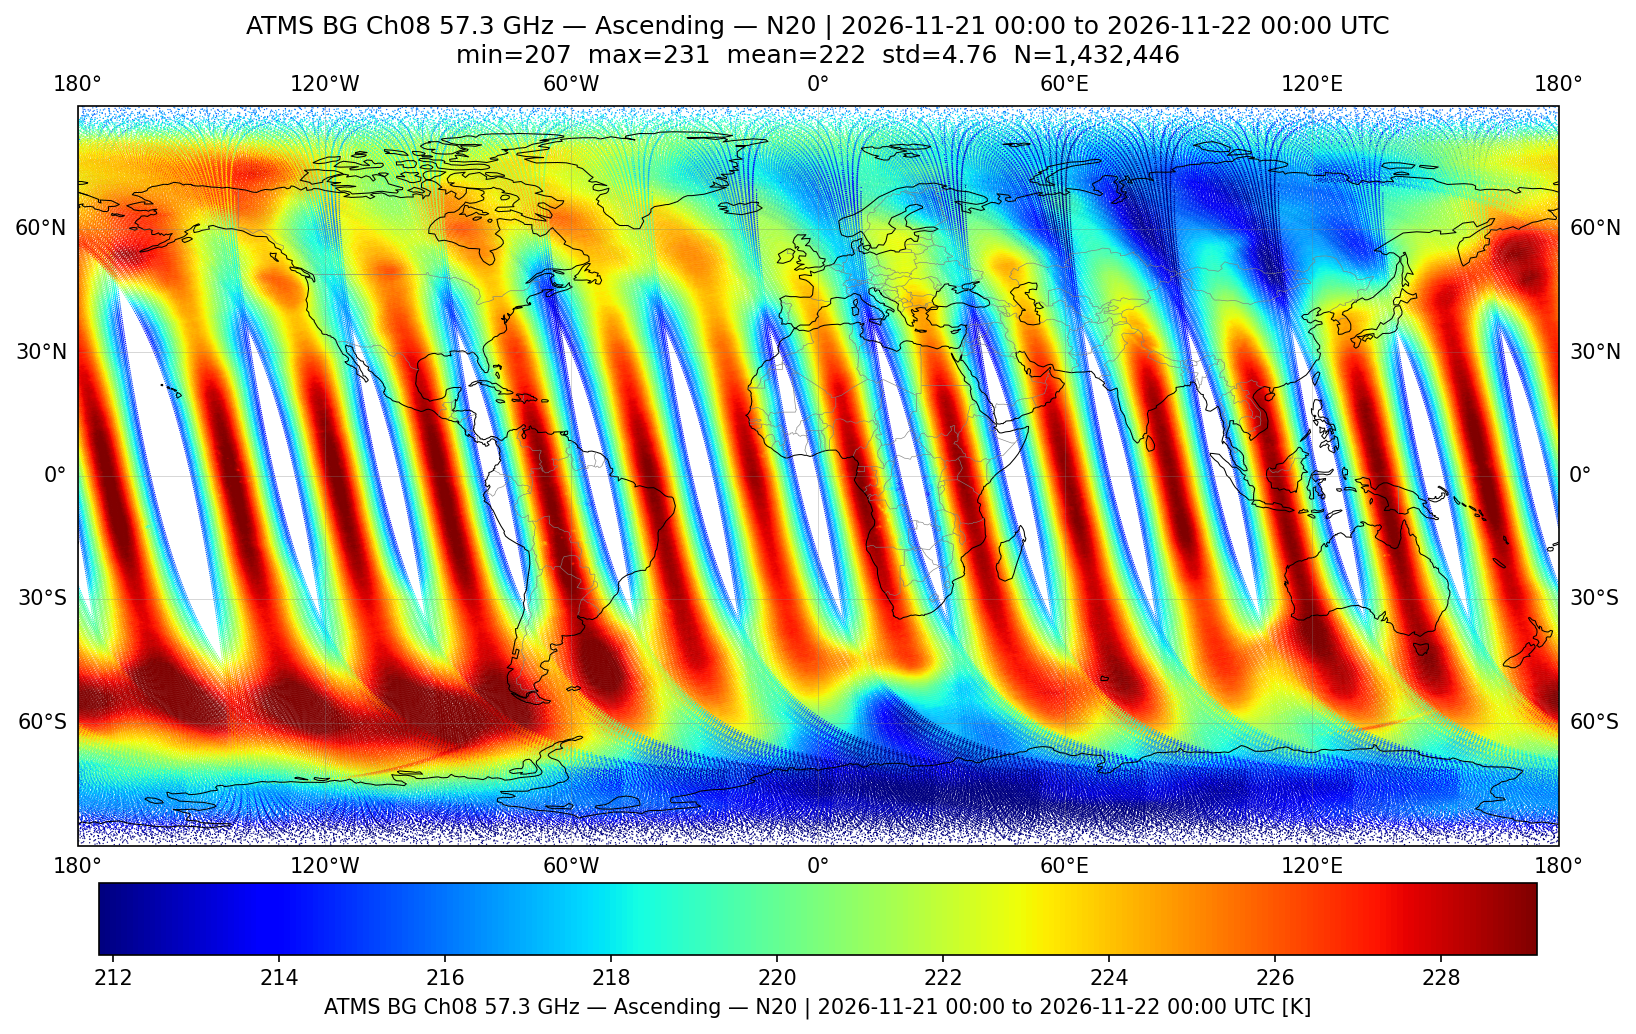 ATMS BG Ch08 57.3 GHz — Ascending — N20 | 2026-11-21 00:00 to 2026-11-22 00:00 UTC
min=207  max=231  mean=222  std=4.76  N=1,432,446
180° 120°W 60°W 0° 60°E 120°E 180°
60°N 60°N
30°N 30°N
0° 0°
30°S 30°S
60°S 60°S
180° 120°W 60°W 0° 60°E 120°E 180°
212 214 216 218 220 222 224 226 228
ATMS BG Ch08 57.3 GHz — Ascending — N20 | 2026-11-21 00:00 to 2026-11-22 00:00 UTC [K]